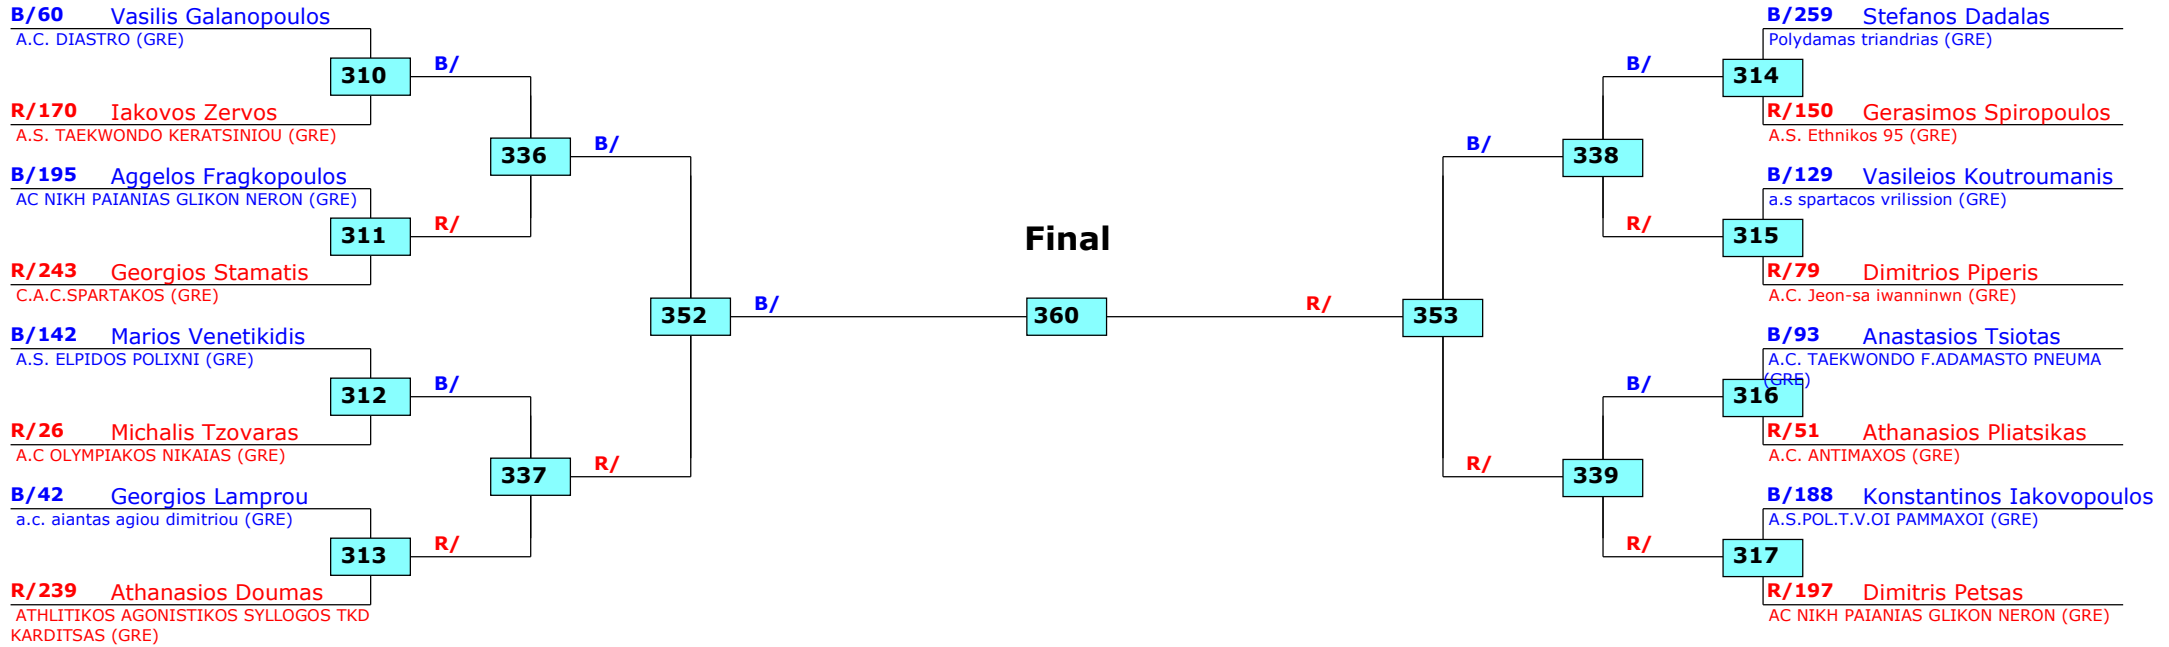 B/60 Vasilis Galanopoulos
A.C. DIASTRO (GRE)
310
B/
R/170 Iakovos Zervos
A.S. TAEKWONDO KERATSINIOU (GRE)
336
B/
B/195 Aggelos Fragkopoulos
AC NIKH PAIANIAS GLIKON NERON (GRE)
311
R/
R/243 Georgios Stamatis
C.A.C.SPARTAKOS (GRE)
352
B/
B/142 Marios Venetikidis
A.S. ELPIDOS POLIXNI (GRE)
312
B/
R/26 Michalis Tzovaras
A.C OLYMPIAKOS NIKAIAS (GRE)
337
R/
B/42 Georgios Lamprou
a.c. aiantas agiou dimitriou (GRE)
313
R/
R/239 Athanasios Doumas
ATHLITIKOS AGONISTIKOS SYLLOGOS TKD
KARDITSAS (GRE)
Final
360
B/259 Stefanos Dadalas
Polydamas triandrias (GRE)
B/
314
R/150 Gerasimos Spiropoulos
A.S. Ethnikos 95 (GRE)
B/
338
B/129 Vasileios Koutroumanis
a.s spartacos vrilission (GRE)
R/
315
R/79 Dimitrios Piperis
A.C. Jeon-sa iwanninwn (GRE)
R/
353
B/93 Anastasios Tsiotas
A.C. TAEKWONDO F.ADAMASTO PNEUMA
(GRE)
B/
316
R/51 Athanasios Pliatsikas
A.C. ANTIMAXOS (GRE)
R/
339
B/188 Konstantinos Iakovopoulos
A.S.POL.T.V.OI PAMMAXOI (GRE)
R/
317
R/197 Dimitris Petsas
AC NIKH PAIANIAS GLIKON NERON (GRE)